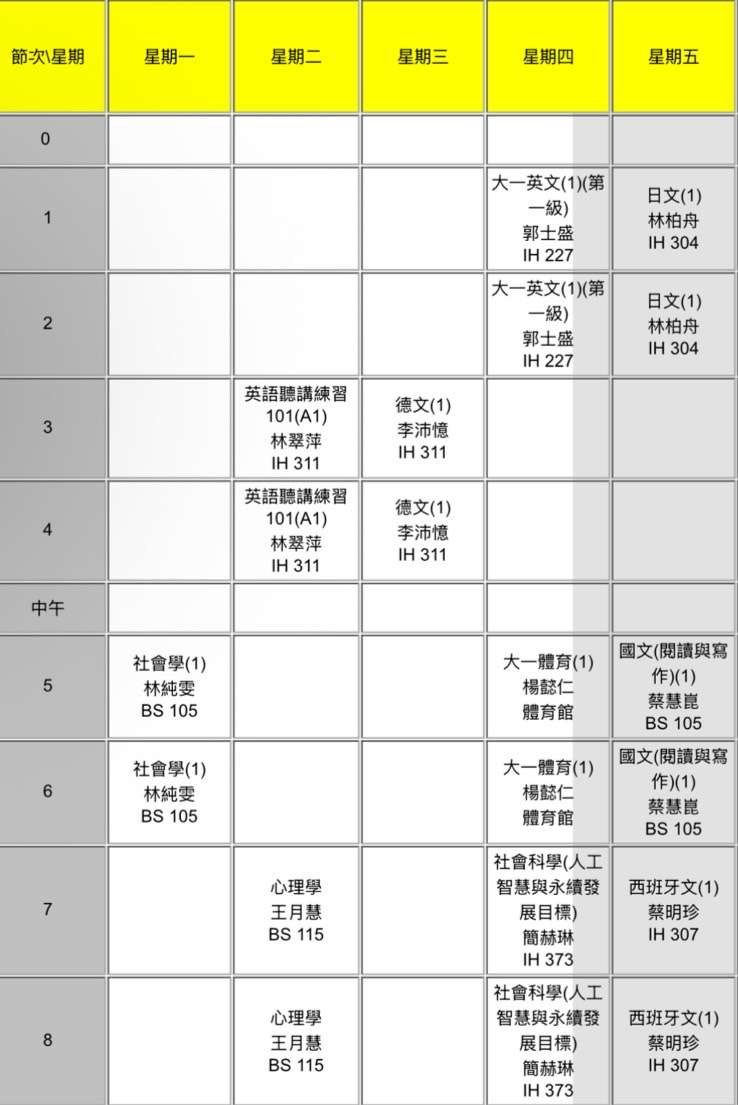 節次\星期 星期一 星期二 星期三 星期四 星期五
0
1
大一英文(1)(第
一級)
郭士盛
IH 227
日文(1)
林柏舟
IH 304
2
大一英文(1)(第
一級)
郭士盛
IH 227
日文(1)
林柏舟
IH 304
3
英語聽講練習
101(A1)
林翠萍
IH 311
德文(1)
李沛憶
IH 311
4
英語聽講練習
101(A1)
林翠萍
IH 311
德文(1)
李沛憶
IH 311
中午
5
社會學(1)
林純雯
BS 105
大一體育(1)
楊懿仁
體育館
國文(閱讀與寫
作)(1)
蔡慧崑
BS 105
6
社會學(1)
林純雯
BS 105
大一體育(1)
楊懿仁
體育館
國文(閱讀與寫
作)(1)
蔡慧崑
BS 105
7
心理學
王月慧
BS 115
社會科學(人工
智慧與永續發
展目標)
簡赫琳
IH 373
西班牙文(1)
蔡明珍
IH 307
8
心理學
王月慧
BS 115
社會科學(人工
智慧與永續發
展目標)
簡赫琳
IH 373
西班牙文(1)
蔡明珍
IH 307